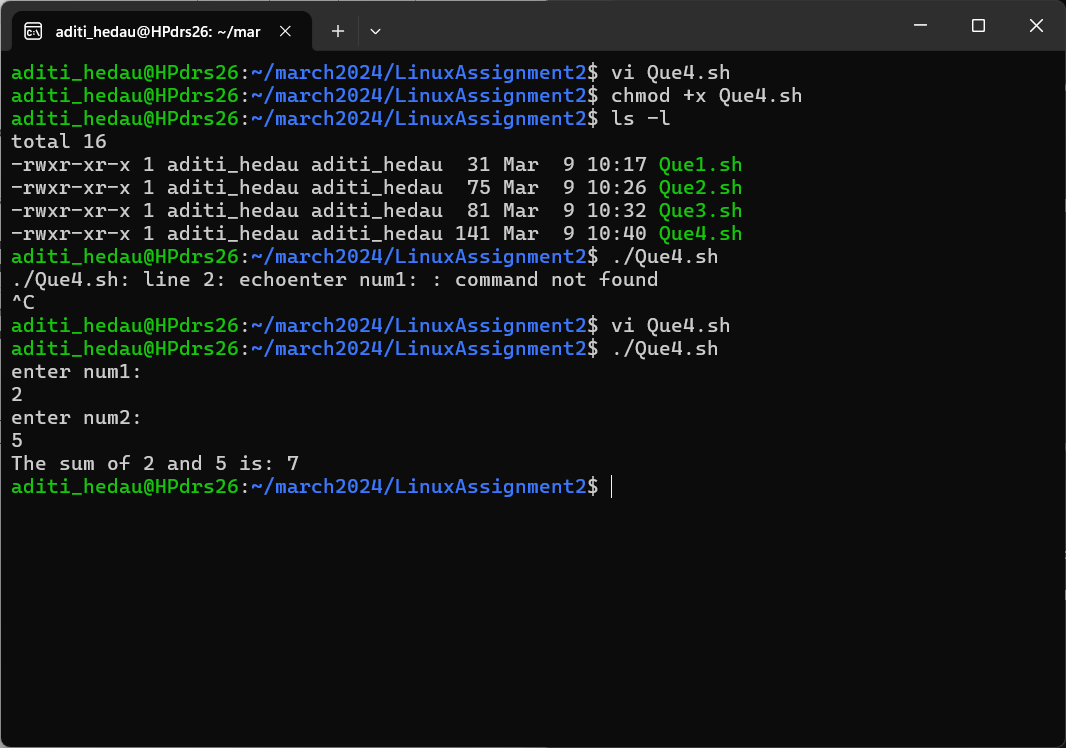 aditi_hedau@HPdrs26: ~/mar
aditi_hedau@HPdrs26:~/march2024/LinuxAssignment2$ vi Que4.sh
aditi_hedau@HPdrs26:~/march2024/LinuxAssignment2$ chmod +x Que4.sh
aditi_hedau@HPdrs26:~/march2024/LinuxAssignment2$ ls -l
total 16
-rwxr-xr-x 1 aditi_hedau aditi_hedau  31 Mar  9 10:17 Que1.sh
-rwxr-xr-x 1 aditi_hedau aditi_hedau  75 Mar  9 10:26 Que2.sh
-rwxr-xr-x 1 aditi_hedau aditi_hedau  81 Mar  9 10:32 Que3.sh
-rwxr-xr-x 1 aditi_hedau aditi_hedau 141 Mar  9 10:40 Que4.sh
aditi_hedau@HPdrs26:~/march2024/LinuxAssignment2$ ./Que4.sh
./Que4.sh: line 2: echoenter num1: : command not found
^C
aditi_hedau@HPdrs26:~/march2024/LinuxAssignment2$ vi Que4.sh
aditi_hedau@HPdrs26:~/march2024/LinuxAssignment2$ ./Que4.sh
enter num1:
2
enter num2:
5
The sum of 2 and 5 is: 7
aditi_hedau@HPdrs26:~/march2024/LinuxAssignment2$